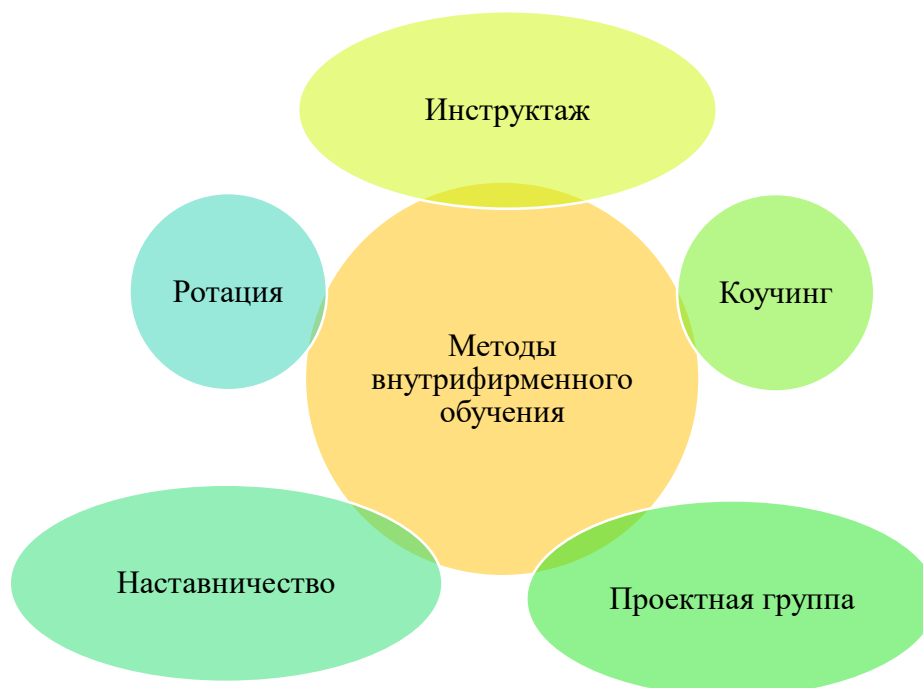 Инструктаж
Ротация
Коучинг
Методы
внутрифирменного
обучения
Наставничество
Проектная группа